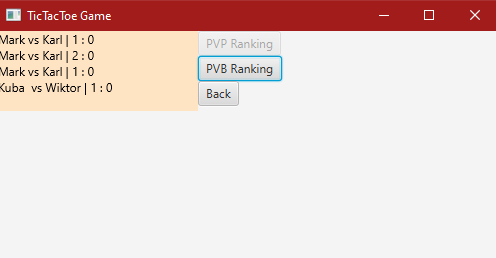 TicTacToe Game
Mark vs Karl | 1 : 0
Mark vs Karl | 2 : 0
Mark vs Karl | 1 : 0
Kuba  vs Wiktor | 1 : 0
PVP Ranking
PVB Ranking
Back